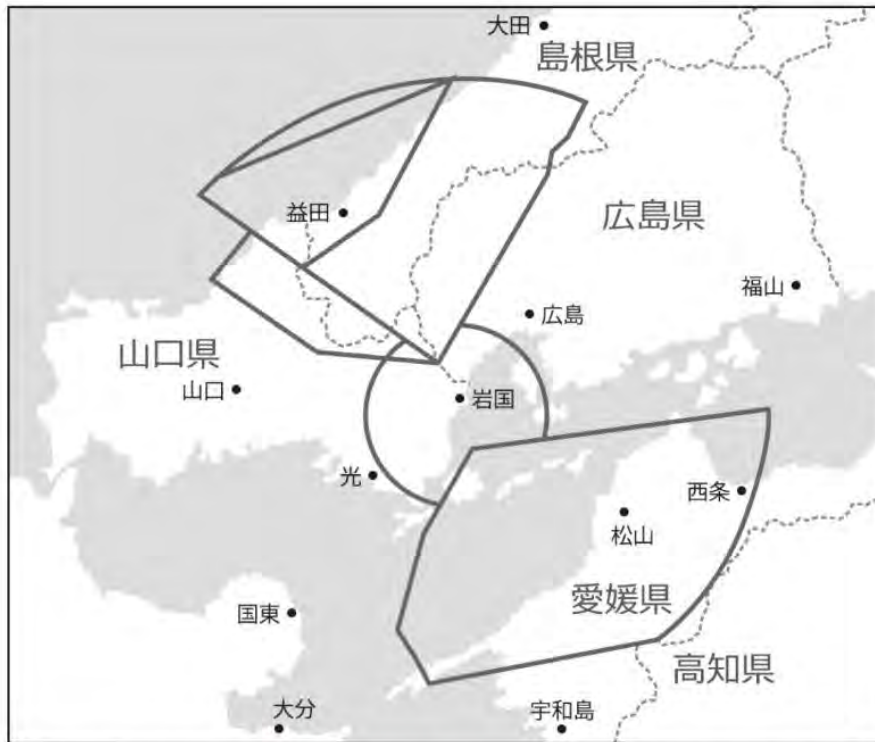 大田
島根県
益田
広島県
福山
広島
山口県
山口
岩国
光
西条
松山
愛媛県
国東
高知県
大分
宇和島